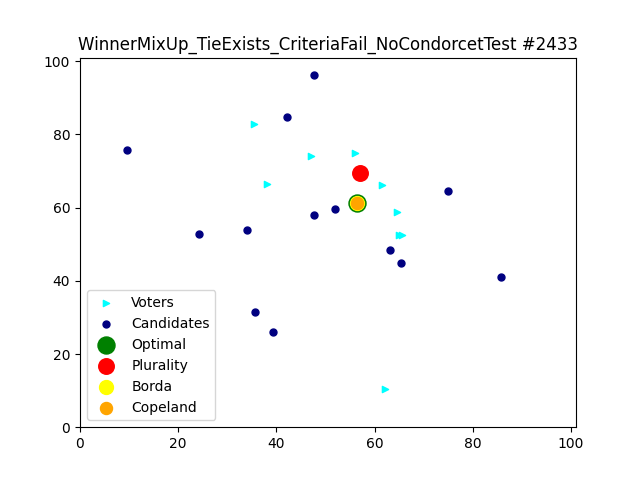 WinnerMixUp_TieExists_CriteriaFail_NoCondorcetTest #2433
100
80
60
40
20
0
0 20 40 60 80 100
Voters
Candidates
Optimal
Plurality
Borda
Copeland